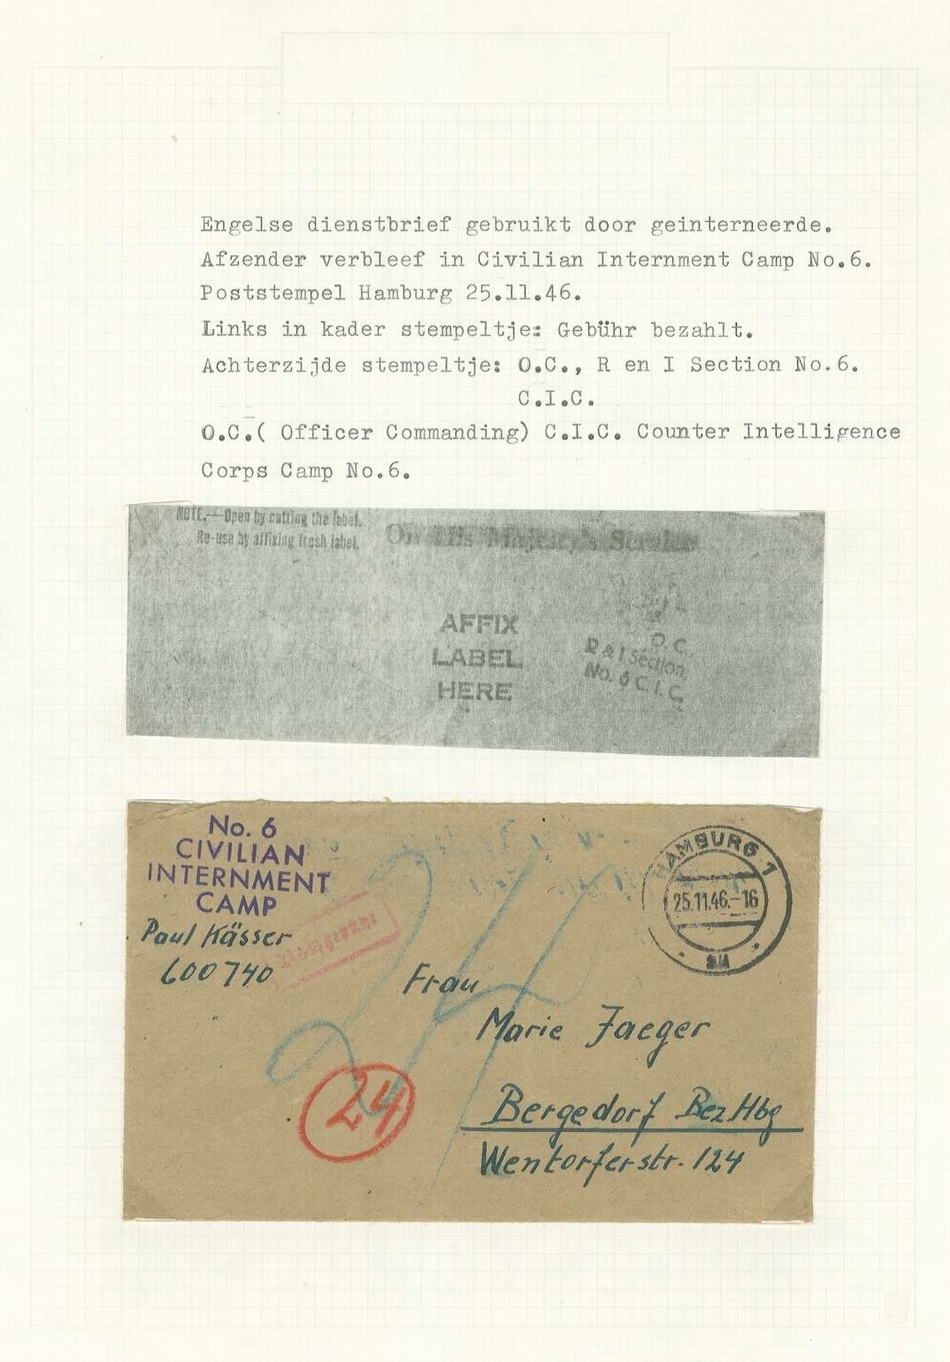 Engelse dienstbrief gebruikt door geinterneerde.
Afzender verbleef in Civilian Internment Camp No.6.
Poststempel Hamburg 25.11.46.
Links in kader stempeltje: Gebühr bezahlt.
Achterzijde stempeltje: O.C., R en I Section No.6.
C.I.C.
O.C.( Officer Commanding) C.I.C. Counter Intelligence
Corps Camp No.6.
NOTE.—Open by cutting the label.
Re-use by affixing fresh label.
On His Majesty's Service
AFFIX
LABEL
HERE
O.C.,
R & I Section,
No. 6 C. I. C.
No. 6
CIVILIAN
INTERNMENT
CAMP
Paul Kässer
600740
HAMBURG 1
25.11.46.-16
Frau
Marie Jaeger
Bergedorf Bez Hbg
Wentorferstr. 124
24